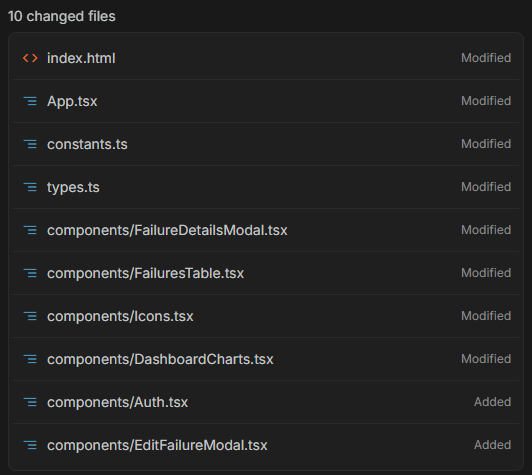 10 changed files
index.html Modified
App.tsx Modified
constants.ts Modified
types.ts Modified
components/FailureDetailsModal.tsx Modified
components/FailuresTable.tsx Modified
components/Icons.tsx Modified
components/DashboardCharts.tsx Modified
components/Auth.tsx Added
components/EditFailureModal.tsx Added